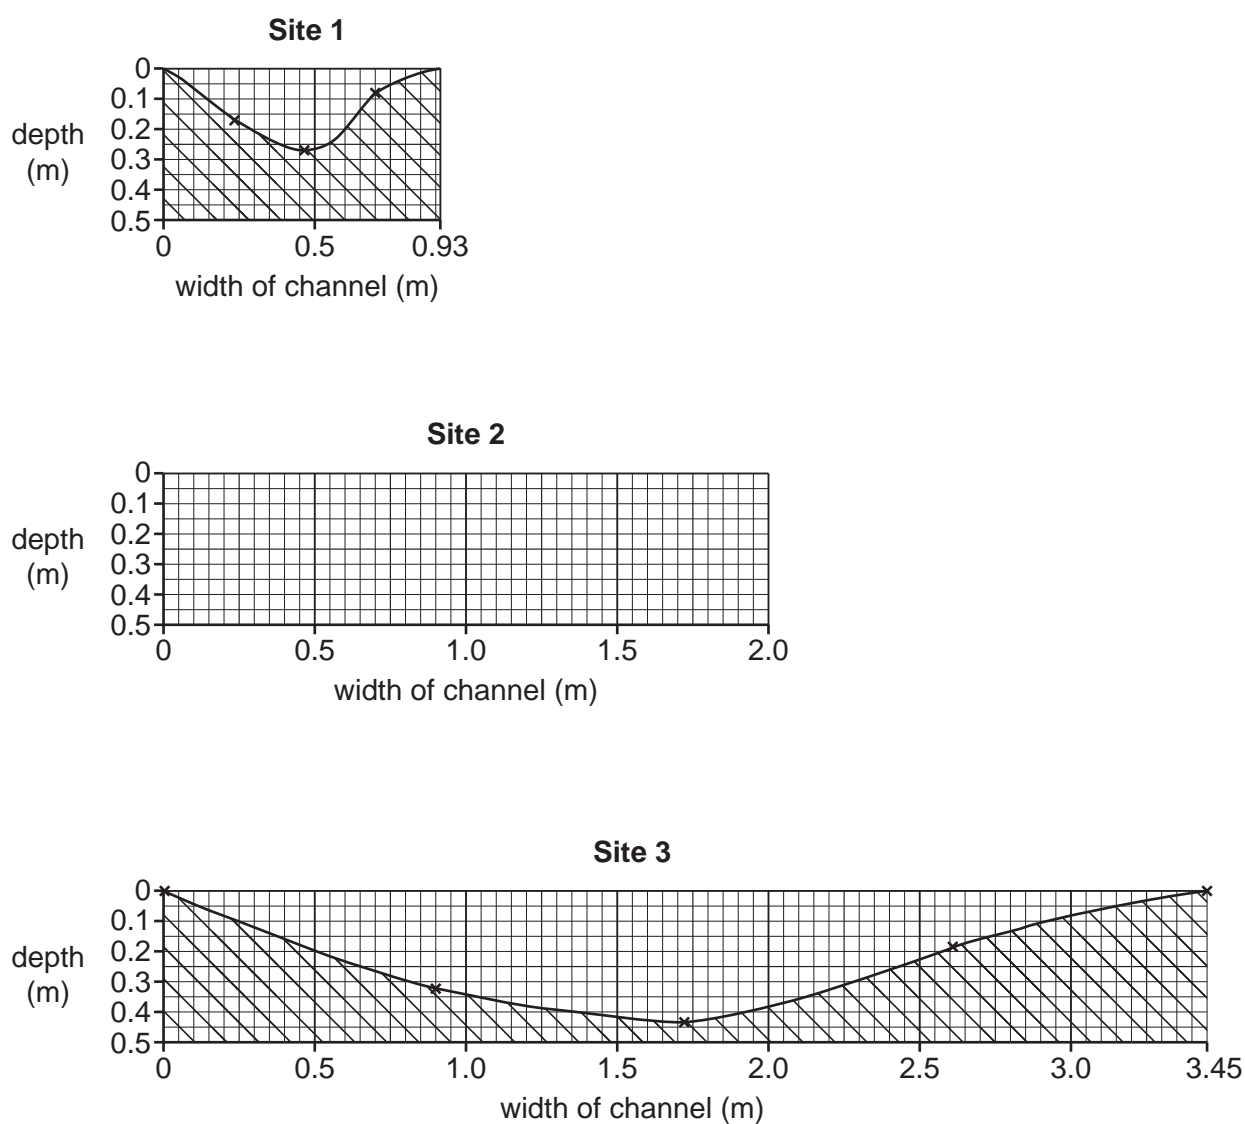 Site 1
depth
(m)
0
0.1
0.2
0.3
0.4
0.5
0 0.5 0.93
width of channel (m)
Site 2
depth
(m)
0
0.1
0.2
0.3
0.4
0.5
0 0.5 1.0 1.5 2.0
width of channel (m)
Site 3
depth
(m)
0
0.1
0.2
0.3
0.4
0.5
0 0.5 1.0 1.5 2.0 2.5 3.0 3.45
width of channel (m)